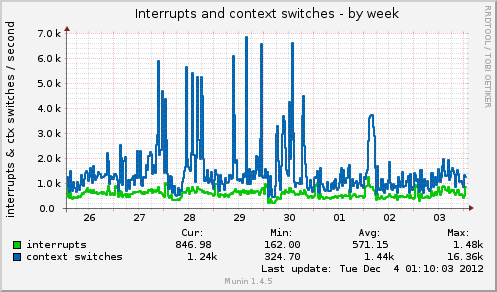 Interrupts and context switches - by week
RRDTOOL / TOBI OETIKER
interrupts & ctx switches / second
7.0 k
6.0 k
5.0 k
4.0 k
3.0 k
2.0 k
1.0 k
0.0
26 27 28 29 30 01 02 03
Cur: Min: Avg: Max:
interrupts 846.98 162.00 571.15 1.48k
context switches 1.24k 324.70 1.44k 16.36k
Last update: Tue Dec 4 01:10:03 2012
Munin 1.4.5